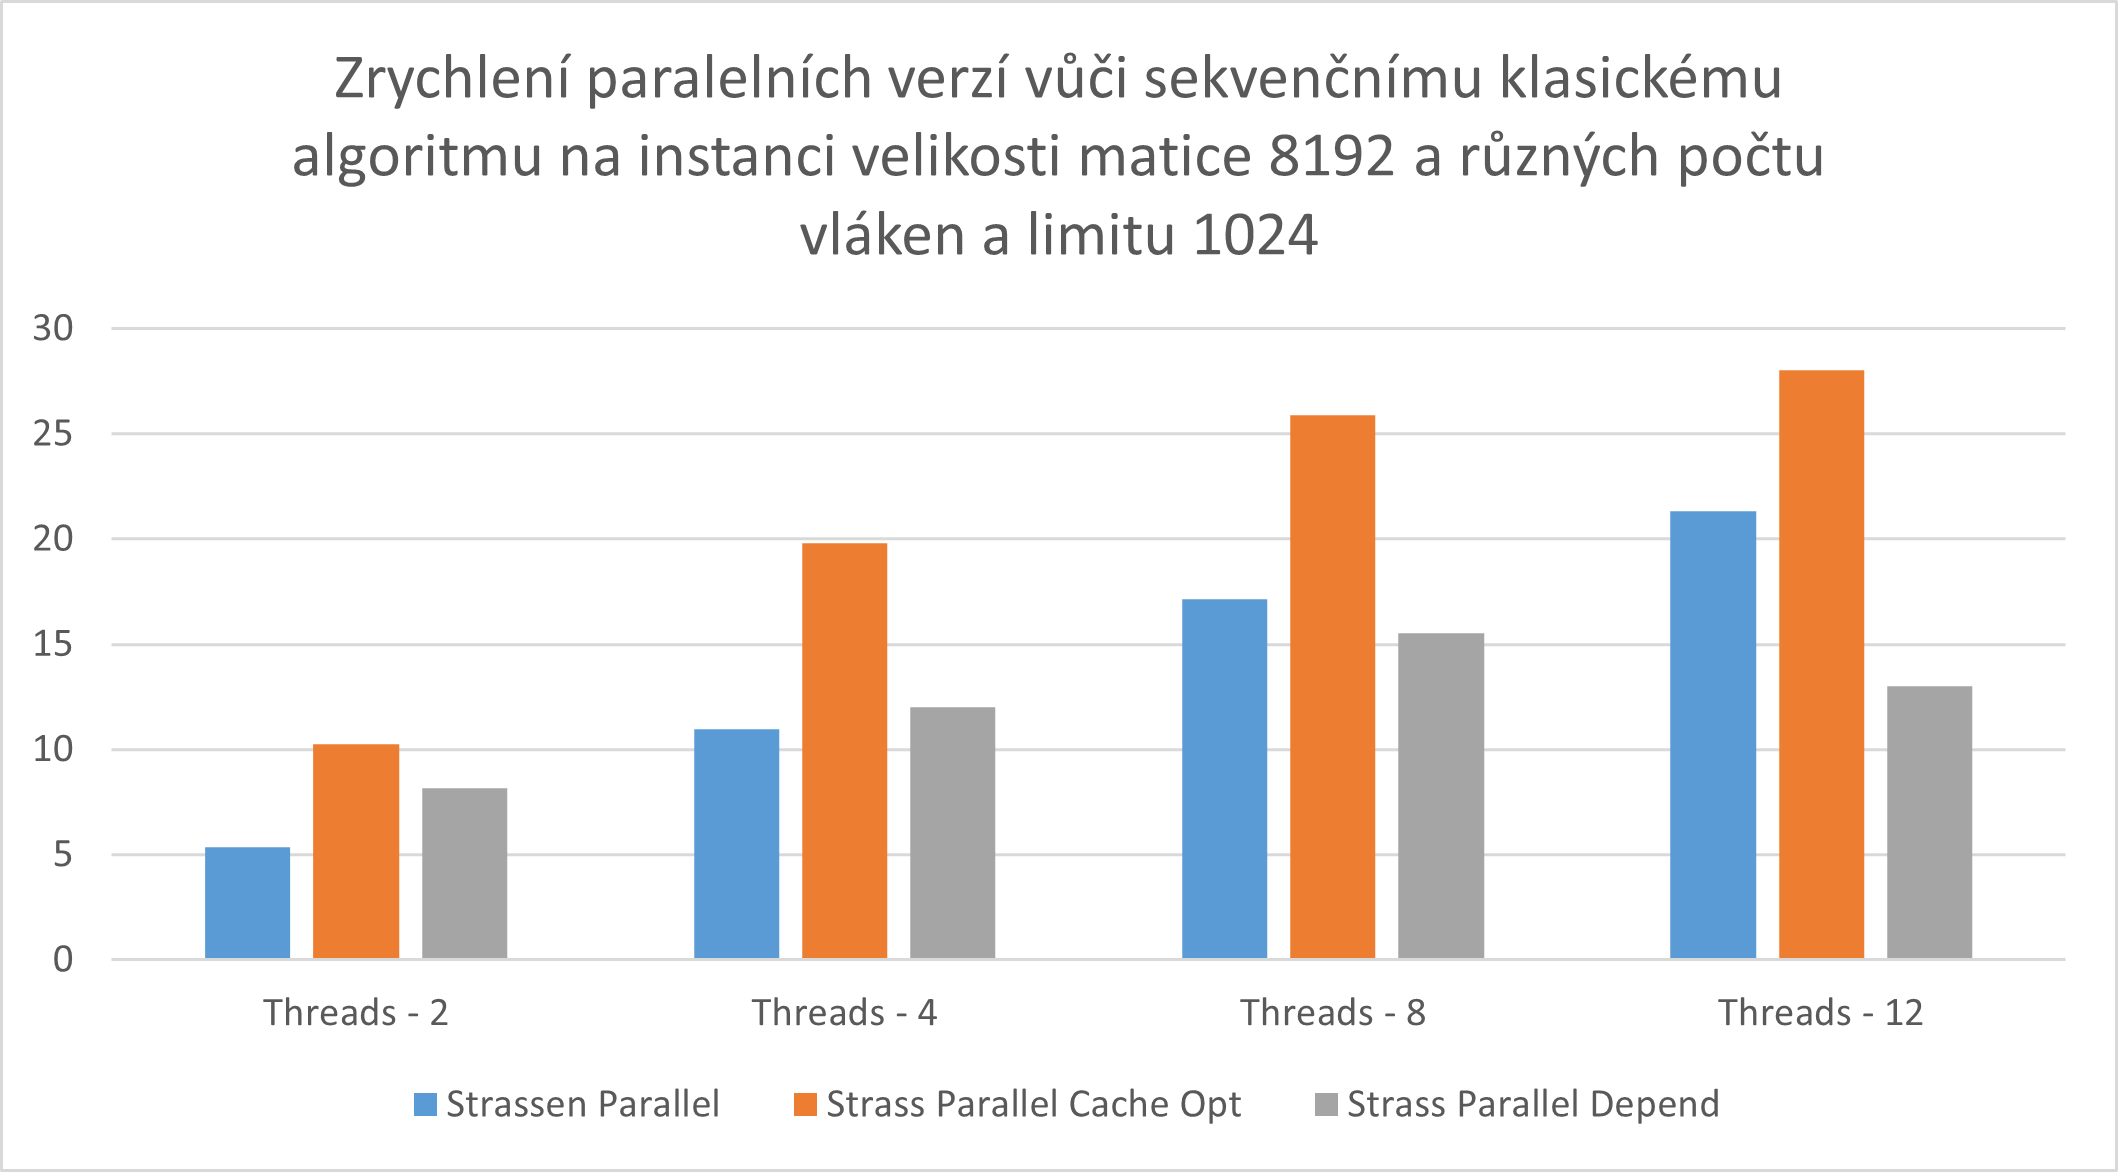 Zrychlení paralelních verzí vůči sekvenčnímu klasickému
algoritmu na instanci velikosti matice 8192 a různých počtu
vláken a limitu 1024
30
25
20
15
10
5
0
Threads - 2
Threads - 4
Threads - 8
Threads - 12
Strassen Parallel
Strass Parallel Cache Opt
Strass Parallel Depend